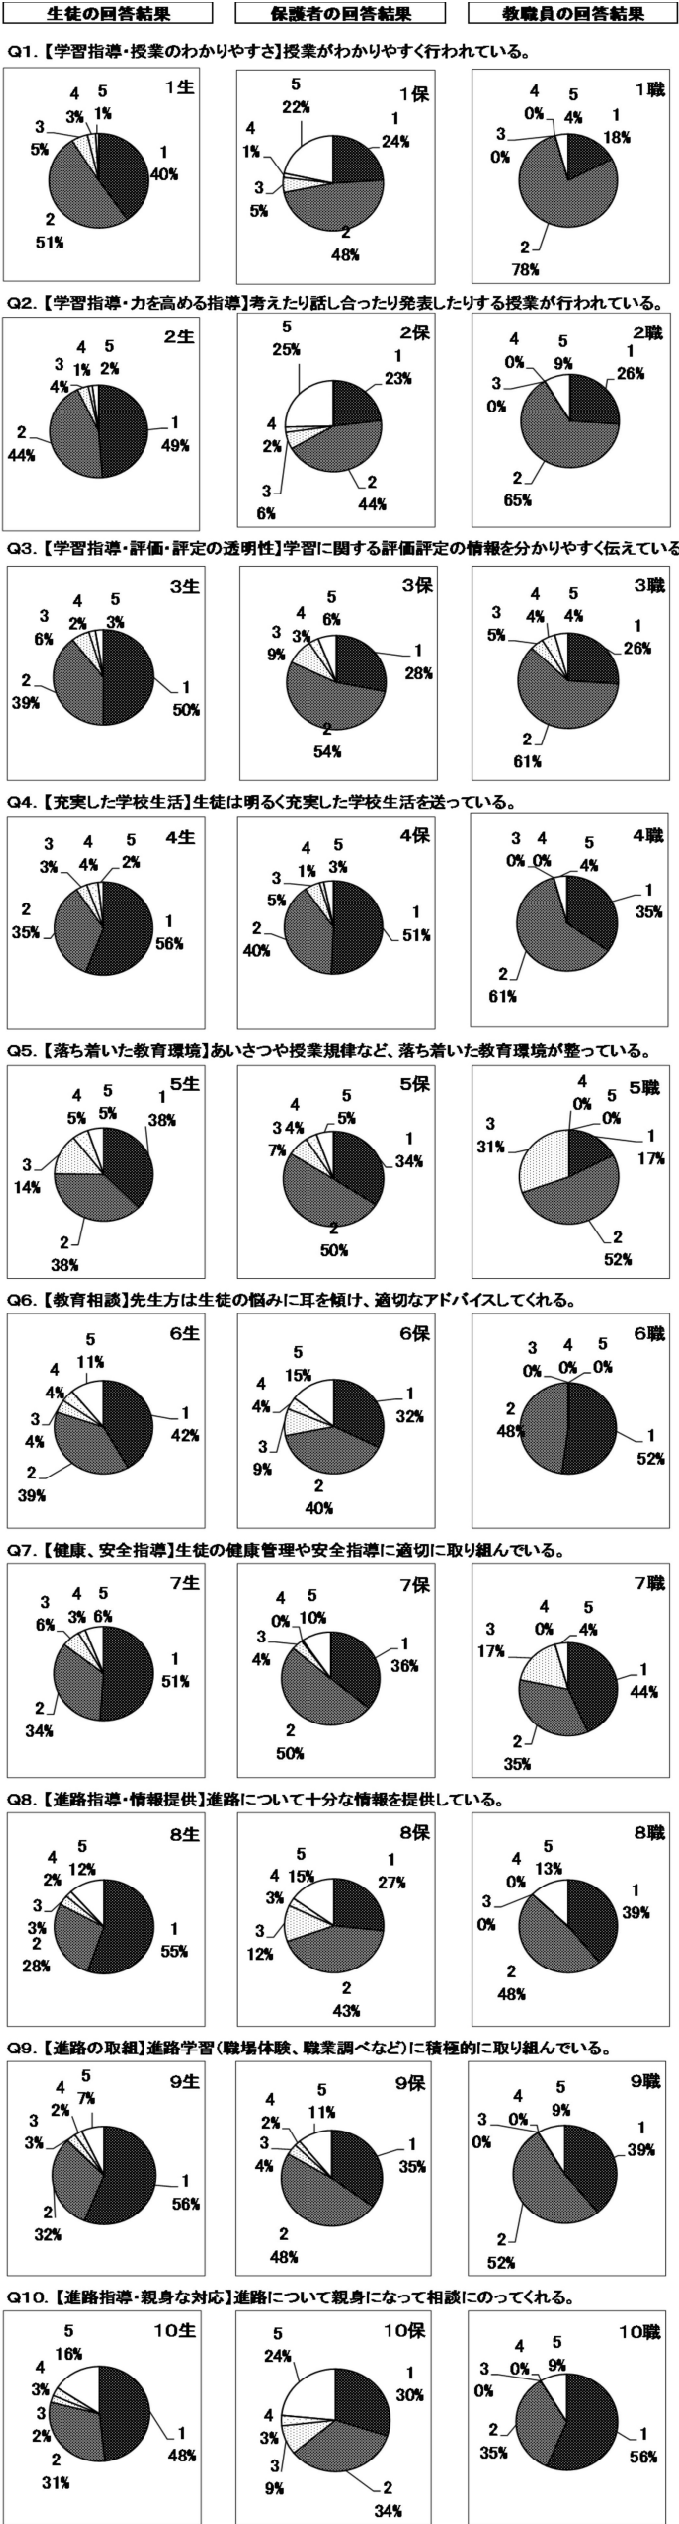 生徒の回答結果 保護者の回答結果 教職員の回答結果
Q1.【学習指導・授業のわかりやすさ】授業がわかりやすく行われている。
1生 1 40% 2 51% 3 5% 4 3% 5 1%
1保 1 24% 2 48% 3 5% 4 1% 5 22%
1職 1 18% 2 78% 3 0% 4 0% 5 4%
Q2.【学習指導・力を高める指導】考えたり話し合ったり発表したりする授業が行われている。
2生 1 49% 2 44% 3 4% 4 1% 5 2%
2保 1 23% 2 44% 3 6% 4 2% 5 25%
2職 1 26% 2 65% 3 0% 4 0% 5 9%
Q3.【学習指導・評価・評定の透明性】学習に関する評価評定の情報を分かりやすく伝えている
3生 1 50% 2 39% 3 6% 4 2% 5 3%
3保 1 28% 2 54% 3 9% 4 3% 5 6%
3職 1 26% 2 61% 3 5% 4 4% 5 4%
Q4.【充実した学校生活】生徒は明るく充実した学校生活を送っている。
4生 1 56% 2 35% 3 3% 4 4% 5 2%
4保 1 51% 2 40% 3 5% 4 1% 5 3%
4職 1 35% 2 61% 3 0% 4 0% 5 4%
Q5.【落ち着いた教育環境】あいさつや授業規律など、落ち着いた教育環境が整っている。
5生 1 38% 2 38% 3 14% 4 5% 5 5%
5保 1 34% 2 50% 3 7% 4 4% 5 5%
5職 1 17% 2 52% 3 31% 4 0% 5 0%
Q6.【教育相談】先生方は生徒の悩みに耳を傾け、適切なアドバイスしてくれる。
6生 1 42% 2 39% 3 4% 4 4% 5 11%
6保 1 32% 2 40% 3 9% 4 4% 5 15%
6職 1 52% 2 48% 3 0% 4 0% 5 0%
Q7.【健康、安全指導】生徒の健康管理や安全指導に適切に取り組んでいる。
7生 1 51% 2 34% 3 6% 4 3% 5 6%
7保 1 36% 2 50% 3 4% 4 0% 5 10%
7職 1 44% 2 35% 3 17% 4 0% 5 4%
Q8.【進路指導・情報提供】進路について十分な情報を提供している。
8生 1 55% 2 28% 3 3% 4 2% 5 12%
8保 1 27% 2 43% 3 12% 4 3% 5 15%
8職 1 39% 2 48% 3 0% 4 0% 5 13%
Q9.【進路の取組】進路学習(職場体験、職業調べなど)に積極的に取り組んでいる。
9生 1 56% 2 32% 3 3% 4 2% 5 7%
9保 1 35% 2 48% 3 4% 4 2% 5 11%
9職 1 39% 2 52% 3 0% 4 0% 5 9%
Q10.【進路指導・親身な対応】進路について親身になって相談にのってくれる。
10生 1 48% 2 31% 3 2% 4 3% 5 16%
10保 1 30% 2 34% 3 9% 4 3% 5 24%
10職 1 56% 2 35% 3 0% 4 0% 5 9%